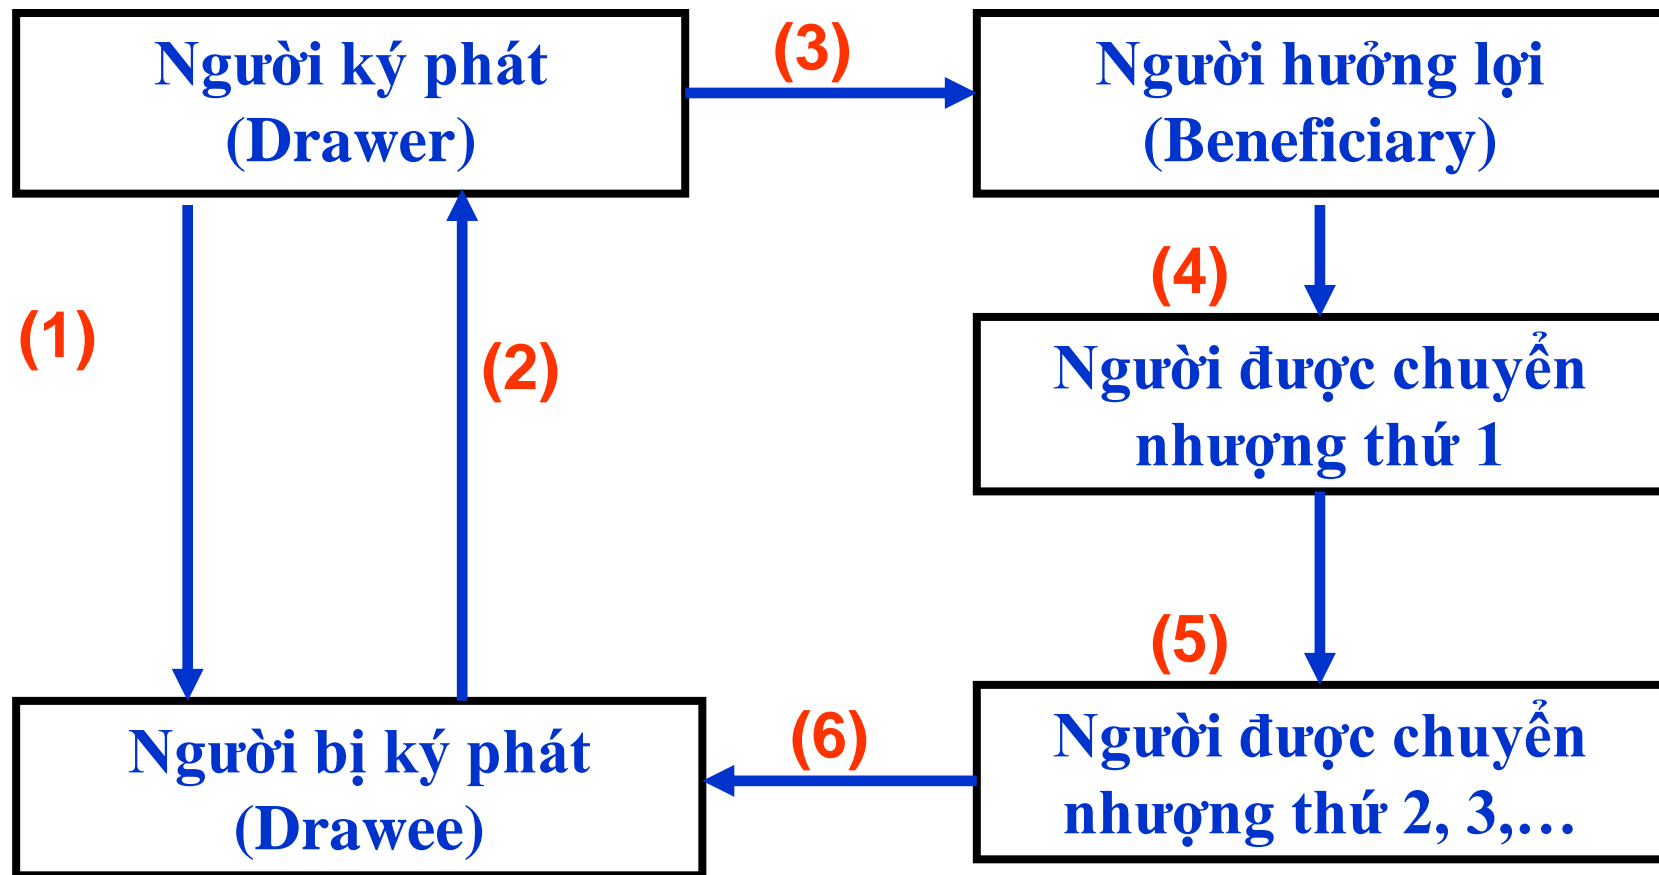 Người ký phát
(Drawer)
(3)
Người hưởng lợi
(Beneficiary)
(1)
(2)
(4)
Người được chuyển
nhượng thứ 1
(5)
Người bị ký phát
(Drawee)
(6)
Người được chuyển
nhượng thứ 2, 3,…